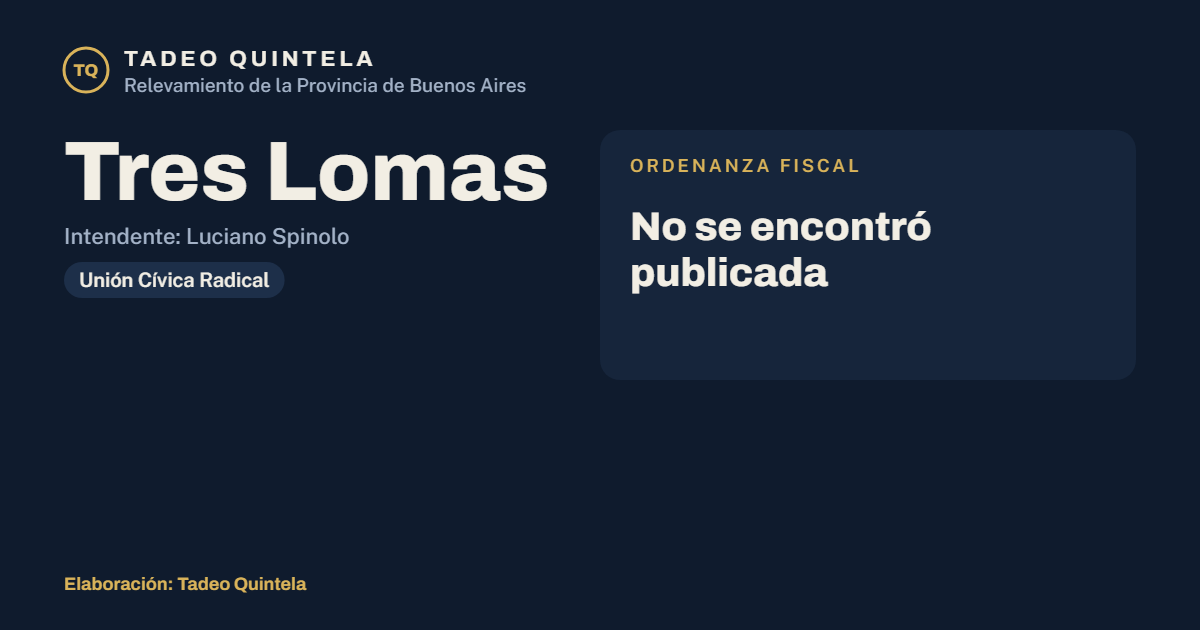 TQ
TADEO QUINTELA
Relevamiento de la Provincia de Buenos Aires
Tres Lomas
Intendente: Luciano Spinolo
Unión Cívica Radical
ORDENANZA FISCAL
No se encontró
publicada
Elaboración: Tadeo Quintela